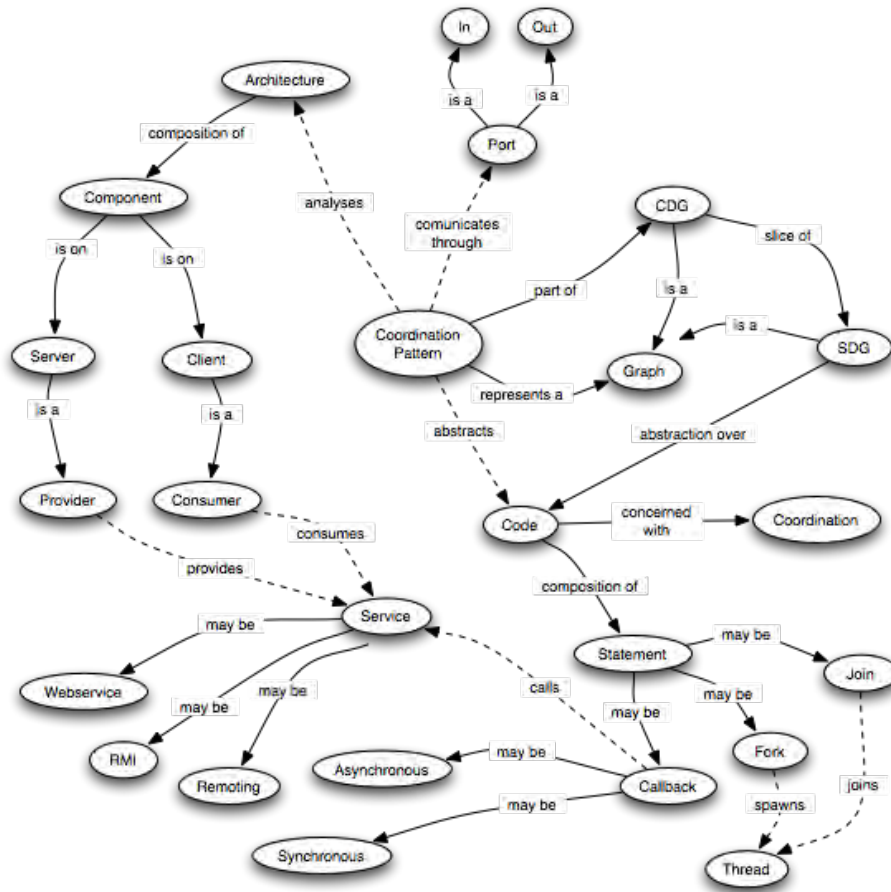 In
Out
Architecture
is a
is a
composition of
Port
Component
analyses
CDG
comunicates
through
slice of
is on
is on
part of
is a
Coordination
Pattern
is a
Server
Client
SDG
Graph
is a
is a
represents a
abstracts
abstraction over
Provider
Consumer
Code
concerned
with
Coordination
consumes
provides
composition of
Service
may be
Statement
may be
Webservice
calls
Join
may be
may be
may be
may be
RMI
Remoting
Asynchronous
may be
Fork
Callback
joins
may be
spawns
Synchronous
Thread